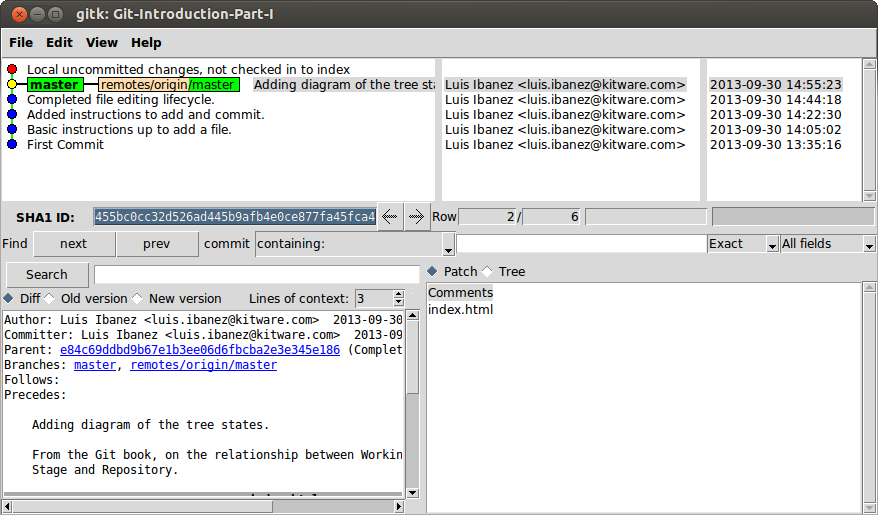 gitk: Git-Introduction-Part-I
File Edit View Help
Local uncommitted changes, not checked in to index
master remotes/origin/master Adding diagram of the tree sta Luis Ibanez <luis.ibanez@kitware.com> 2013-09-30 14:55:23
Completed file editing lifecycle. Luis Ibanez <luis.ibanez@kitware.com> 2013-09-30 14:44:18
Added instructions to add and commit. Luis Ibanez <luis.ibanez@kitware.com> 2013-09-30 14:22:30
Basic instructions up to add a file. Luis Ibanez <luis.ibanez@kitware.com> 2013-09-30 14:05:02
First Commit Luis Ibanez <luis.ibanez@kitware.com> 2013-09-30 13:35:16
SHA1 ID: 455bc0cc32d526ad445b9afb4e0ce877fa45fca4 Row 2 / 6
Find next prev commit containing: Exact All fields
Search
Patch Tree
Diff Old version New version Lines of context: 3
Comments
index.html
Author: Luis Ibanez <luis.ibanez@kitware.com> 2013-09-30
Committer: Luis Ibanez <luis.ibanez@kitware.com> 2013-09
Parent: e84c69ddbd9b67e1b3ee06d6fbcba2e3e345e186 (Complet
Branches: master, remotes/origin/master
Follows:
Precedes:
Adding diagram of the tree states.
From the Git book, on the relationship between Workin
Stage and Repository.